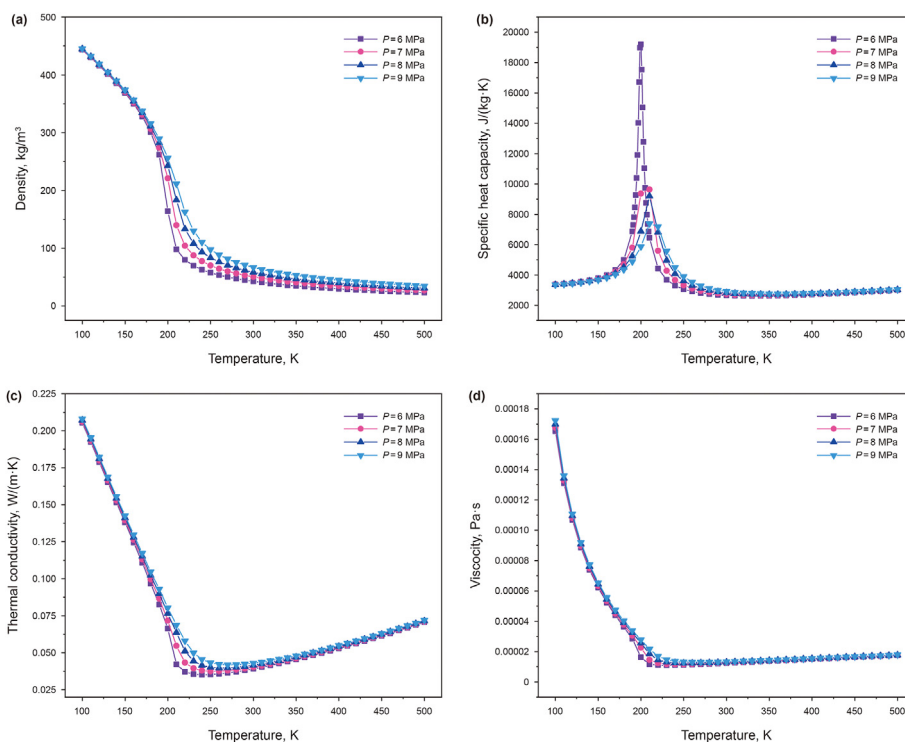 (a)
500
400
300
200
100
0
Density, kg/m³
100 150 200 250 300 350 400 450 500
Temperature, K
P = 6 MPa
P = 7 MPa
P = 8 MPa
P = 9 MPa
(b)
20000
18000
16000
14000
12000
10000
8000
6000
4000
2000
Specific heat capacity, J/(kg·K)
100 150 200 250 300 350 400 450 500
Temperature, K
P = 6 MPa
P = 7 MPa
P = 8 MPa
P = 9 MPa
(c)
0.225
0.200
0.175
0.150
0.125
0.100
0.075
0.050
0.025
Thermal conductivity, W/(m·K)
100 150 200 250 300 350 400 450 500
Temperature, K
P = 6 MPa
P = 7 MPa
P = 8 MPa
P = 9 MPa
(d)
0.00018
0.00016
0.00014
0.00012
0.00010
0.00008
0.00006
0.00004
0.00002
0
Viscocity, Pa·s
100 150 200 250 300 350 400 450 500
Temperature, K
P = 6 MPa
P = 7 MPa
P = 8 MPa
P = 9 MPa